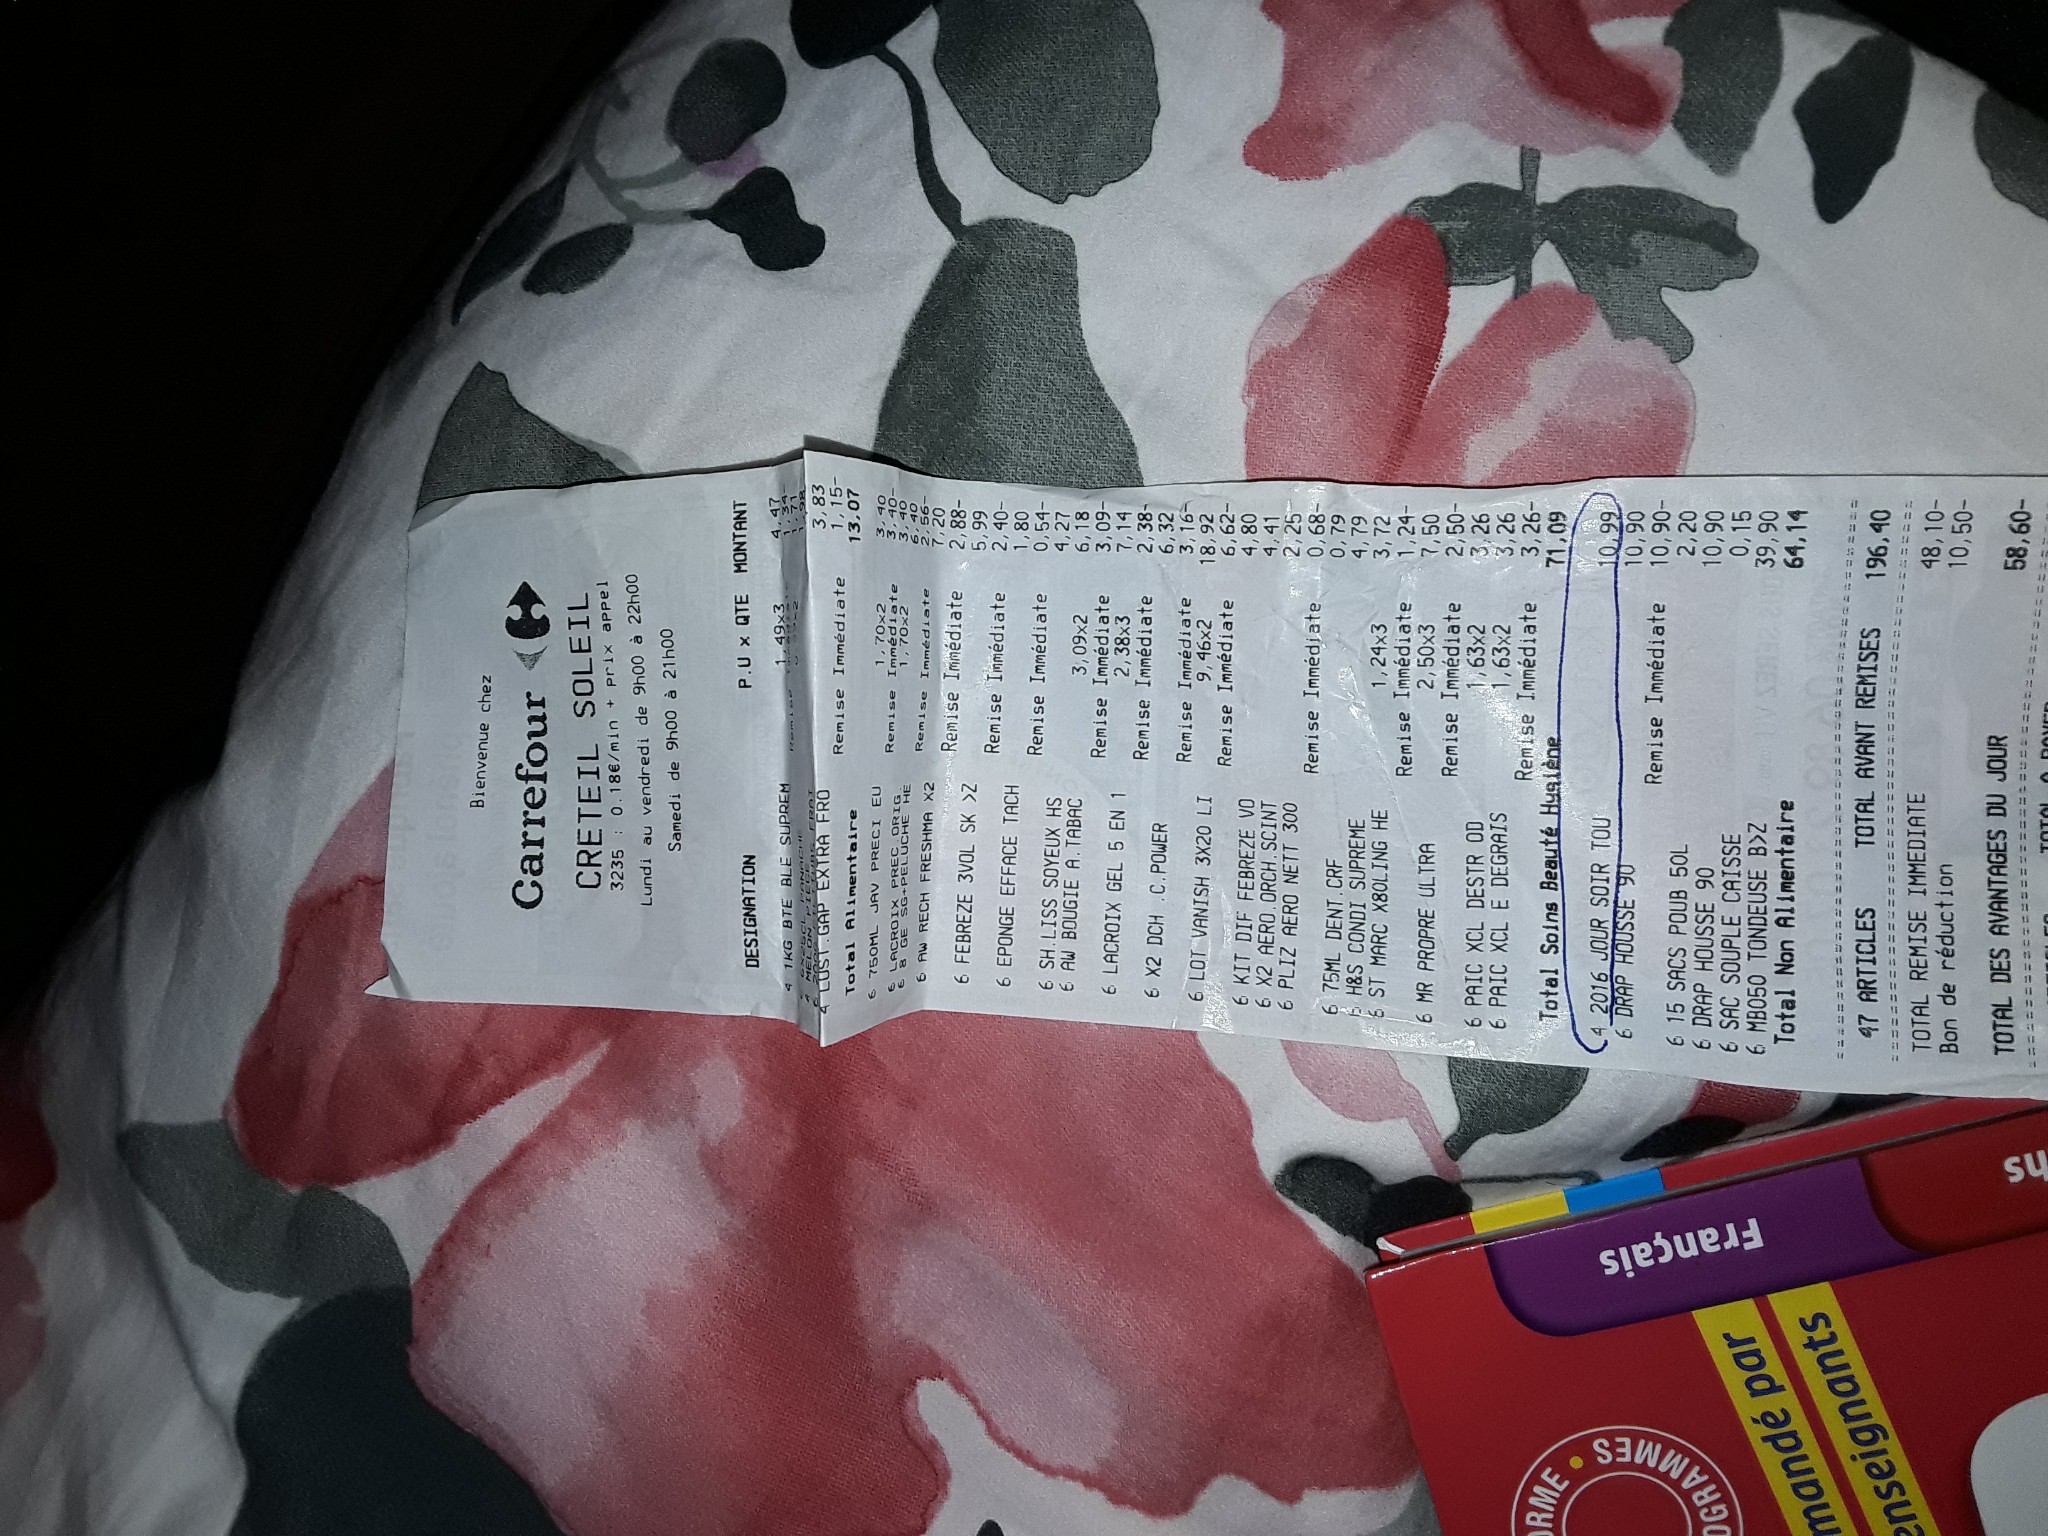 Bienvenue chez
Carrefour
CRETEIL SOLEIL
3235 : 0.18€/min + prix appel
Lundi au vendredi de 9h00 à 22h00
Samedi de 9h00 à 21h00
DESIGNATION P.U x QTE MONTANT
4 1KG BTE BLE SUPREM 1,49x3 4,47
4 LUST.GAP EXTRA FRO 3,83
Remise Immédiate 1,15-
Total Alimentaire 13,07
6 750ML JAV PRECI EU 1,70x2 3,40
Remise Immédiate 3,40-
6 LACROIX PREC ORIG. 1,70x2 3,40
6 8 GE SG-PELUCHE HE 6,40
Remise Immédiate 2,56-
6 AW RECH FRESHMA X2 7,20
Remise Immédiate 2,88-
6 FEBREZE 3VOL SK >Z 5,99
Remise Immédiate 2,40-
6 EPONGE EFFACE TACH 1,80
Remise Immédiate 0,54-
6 SH.LISS SOYEUX HS 4,27
6 AW BOUGIE A.TABAC 3,09x2 6,18
Remise Immédiate 3,09-
6 LACROIX GEL 5 EN 1 2,38x3 7,14
Remise Immédiate 2,38-
6 X2 DCH .C.POWER 6,32
Remise Immédiate 3,16-
6 LOT VANISH 3X20 LI 9,46x2 18,92
Remise Immédiate 6,62-
6 KIT DIF FEBREZE VO 4,80
6 X2 AERO.ORCH.SCINT 4,41
6 PLIZ AERO NETT 300 2,25
Remise Immédiate 0,68-
6 75ML DENT.CRF 0,79
6 H&S CONDI SUPREME 4,79
6 ST MARC X80LING HE 1,24x3 3,72
Remise Immédiate 1,24-
6 MR PROPRE ULTRA 2,50x3 7,50
Remise Immédiate 2,50-
6 PAIC XCL DESTR OD 1,63x2 3,26
6 PAIC XCL E DEGRAIS 1,63x2 3,26
Remise Immédiate 3,26-
Total Soins Beauté Hygiène 71,09
4 2016 JOUR SOIR TOU 10,99
6 DRAP HOUSSE 90 10,90
Remise Immédiate 10,90-
6 15 SACS POUB 50L 2,20
6 DRAP HOUSSE 90 10,90
6 SAC SOUPLE CAISSE 0,15
6 MB050 TONDEUSE B>Z 39,90
Total Non Alimentaire 64,14
47 ARTICLES TOTAL AVANT REMISES 196,40
TOTAL REMISE IMMEDIATE 48,10-
Bon de réduction 10,50-
TOTAL DES AVANTAGES DU JOUR 58,60-
Français
mandé par
enseignants
ORME • OGRAMMES